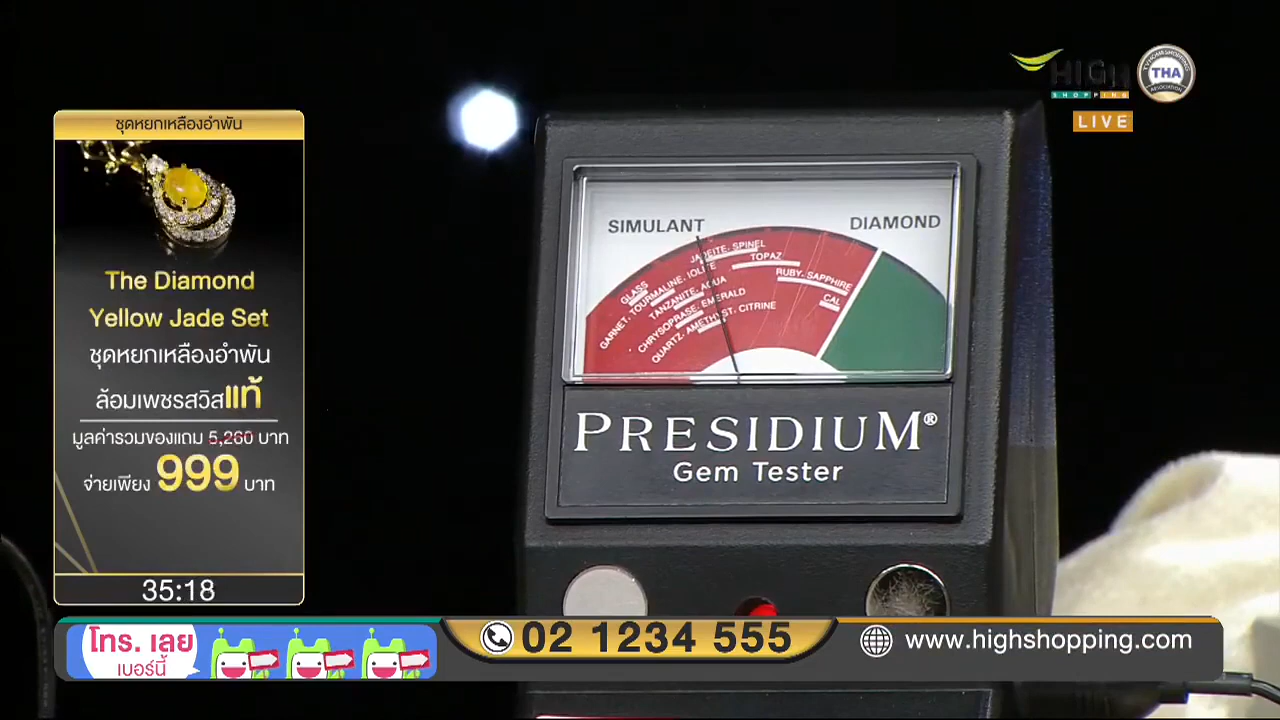 HIGH
SHOPPING
THA
LIVE
ชุดหยกเหลืองอำพัน
The Diamond
Yellow Jade Set
ชุดหยกเหลืองอำพัน
ล้อมเพชรสวิสแท้
มูลค่ารวมของแถม 5,260 บาท
จ่ายเพียง 999 บาท
35:18
SIMULANT
DIAMOND
JADEITE· SPINEL
TOPAZ
RUBY· SAPPHIRE
CAL
GLASS
GARNET· TOURMALINE· IOLITE
TANZANITE· AQUA
CHRYSOPRASE· EMERALD
QUARTZ· AMETHYST· CITRINE
PRESIDIUM®
Gem Tester
โทร. เลย
เบอร์นี้
02 1234 555
www.highshopping.com